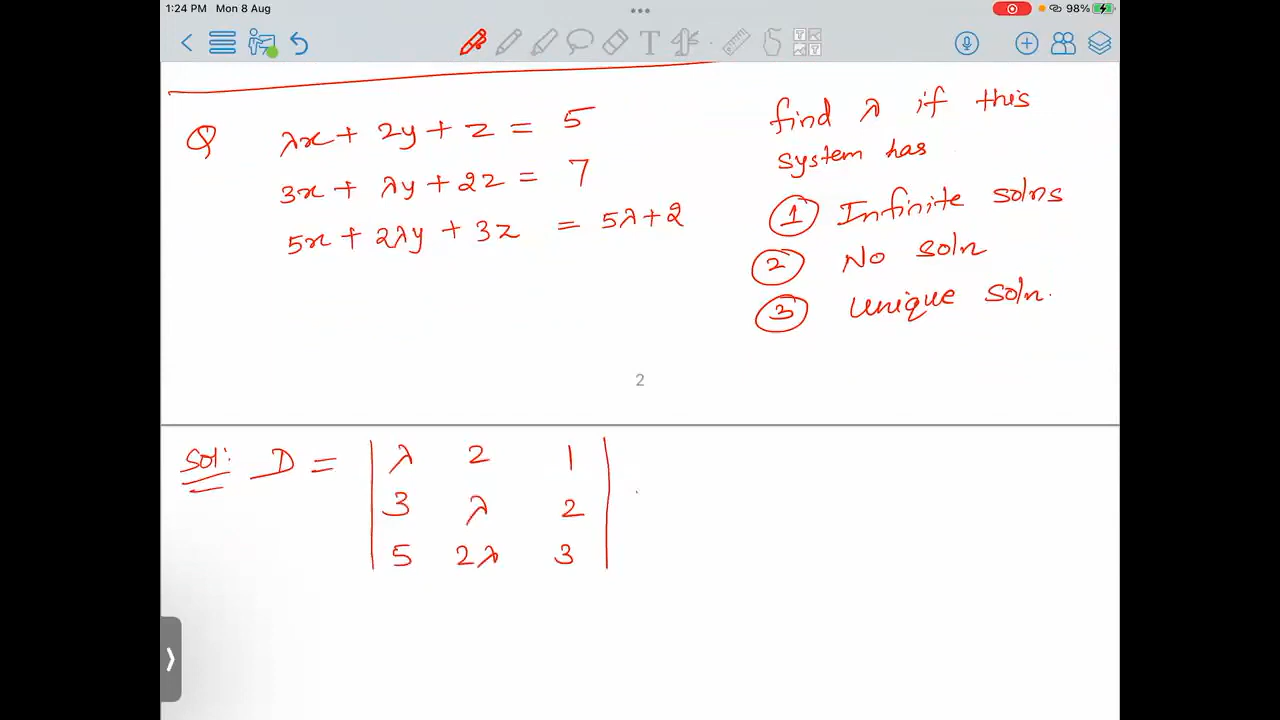 1:24 PM Mon 8 Aug
98%
Q λx + 2y + z = 5
3x + λy + 2z = 7
5x + 2λy + 3z = 5λ+2
find λ if this
system has
① Infinite solns
② No soln
③ Unique soln.
2
Sol: D = | λ 2 1 |
| 3 λ 2 |
| 5 2λ 3 |